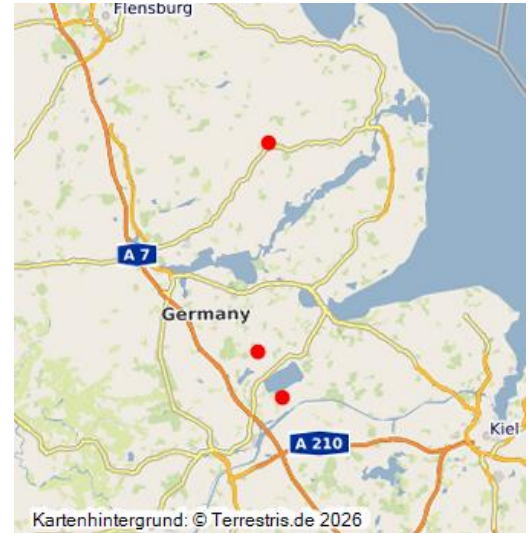 Flensburg
A 7
Germany
A 210
Kiel
Kartenhintergrund: © Terrestris.de 2026